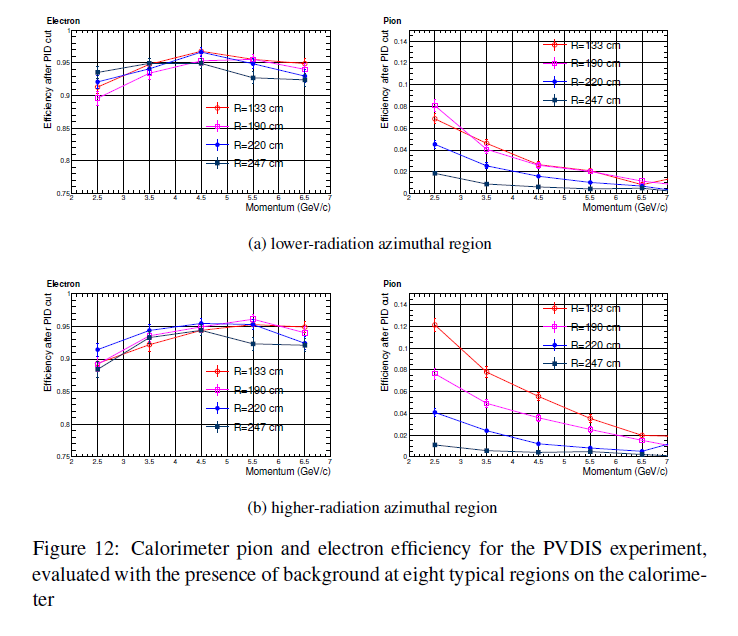 Electron
Efficiency after PID cut
1
0.95
0.9
0.85
0.8
0.75
R=133 cm
R=190 cm
R=220 cm
R=247 cm
2 2.5 3 3.5 4 4.5 5 5.5 6 6.5 7
Momentum (GeV/c)
Pion
Efficiency after PID cut
0.14
0.12
0.1
0.08
0.06
0.04
0.02
0
R=133 cm
R=190 cm
R=220 cm
R=247 cm
2 2.5 3 3.5 4 4.5 5 5.5 6 6.5 7
Momentum (GeV/c)
(a) lower-radiation azimuthal region
Electron
Efficiency after PID cut
1
0.95
0.9
0.85
0.8
0.75
R=133 cm
R=190 cm
R=220 cm
R=247 cm
2 2.5 3 3.5 4 4.5 5 5.5 6 6.5 7
Momentum (GeV/c)
Pion
Efficiency after PID cut
0.14
0.12
0.1
0.08
0.06
0.04
0.02
0
R=133 cm
R=190 cm
R=220 cm
R=247 cm
2 2.5 3 3.5 4 4.5 5 5.5 6 6.5 7
Momentum (GeV/c)
(b) higher-radiation azimuthal region
Figure 12: Calorimeter pion and electron efficiency for the PVDIS experiment,
evaluated with the presence of background at eight typical regions on the calorime-
ter